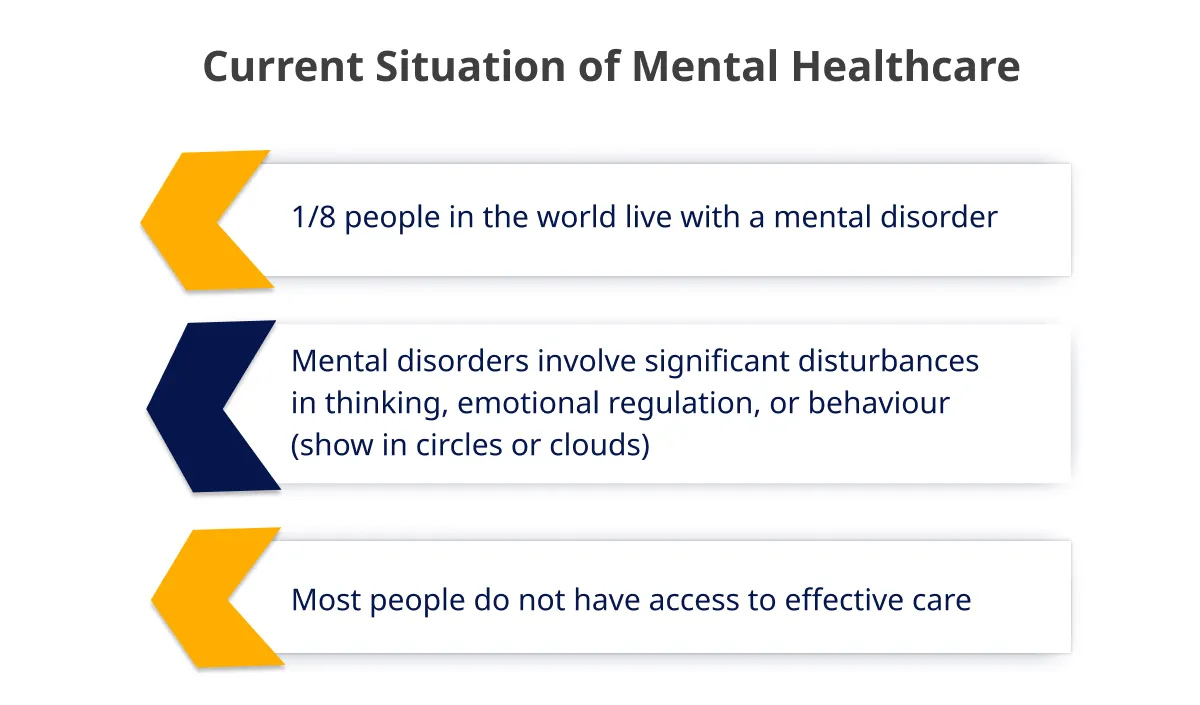 Current Situation of Mental Healthcare
1/8 people in the world live with a mental disorder
Mental disorders involve significant disturbances
in thinking, emotional regulation, or behaviour
(show in circles or clouds)
Most people do not have access to effective care